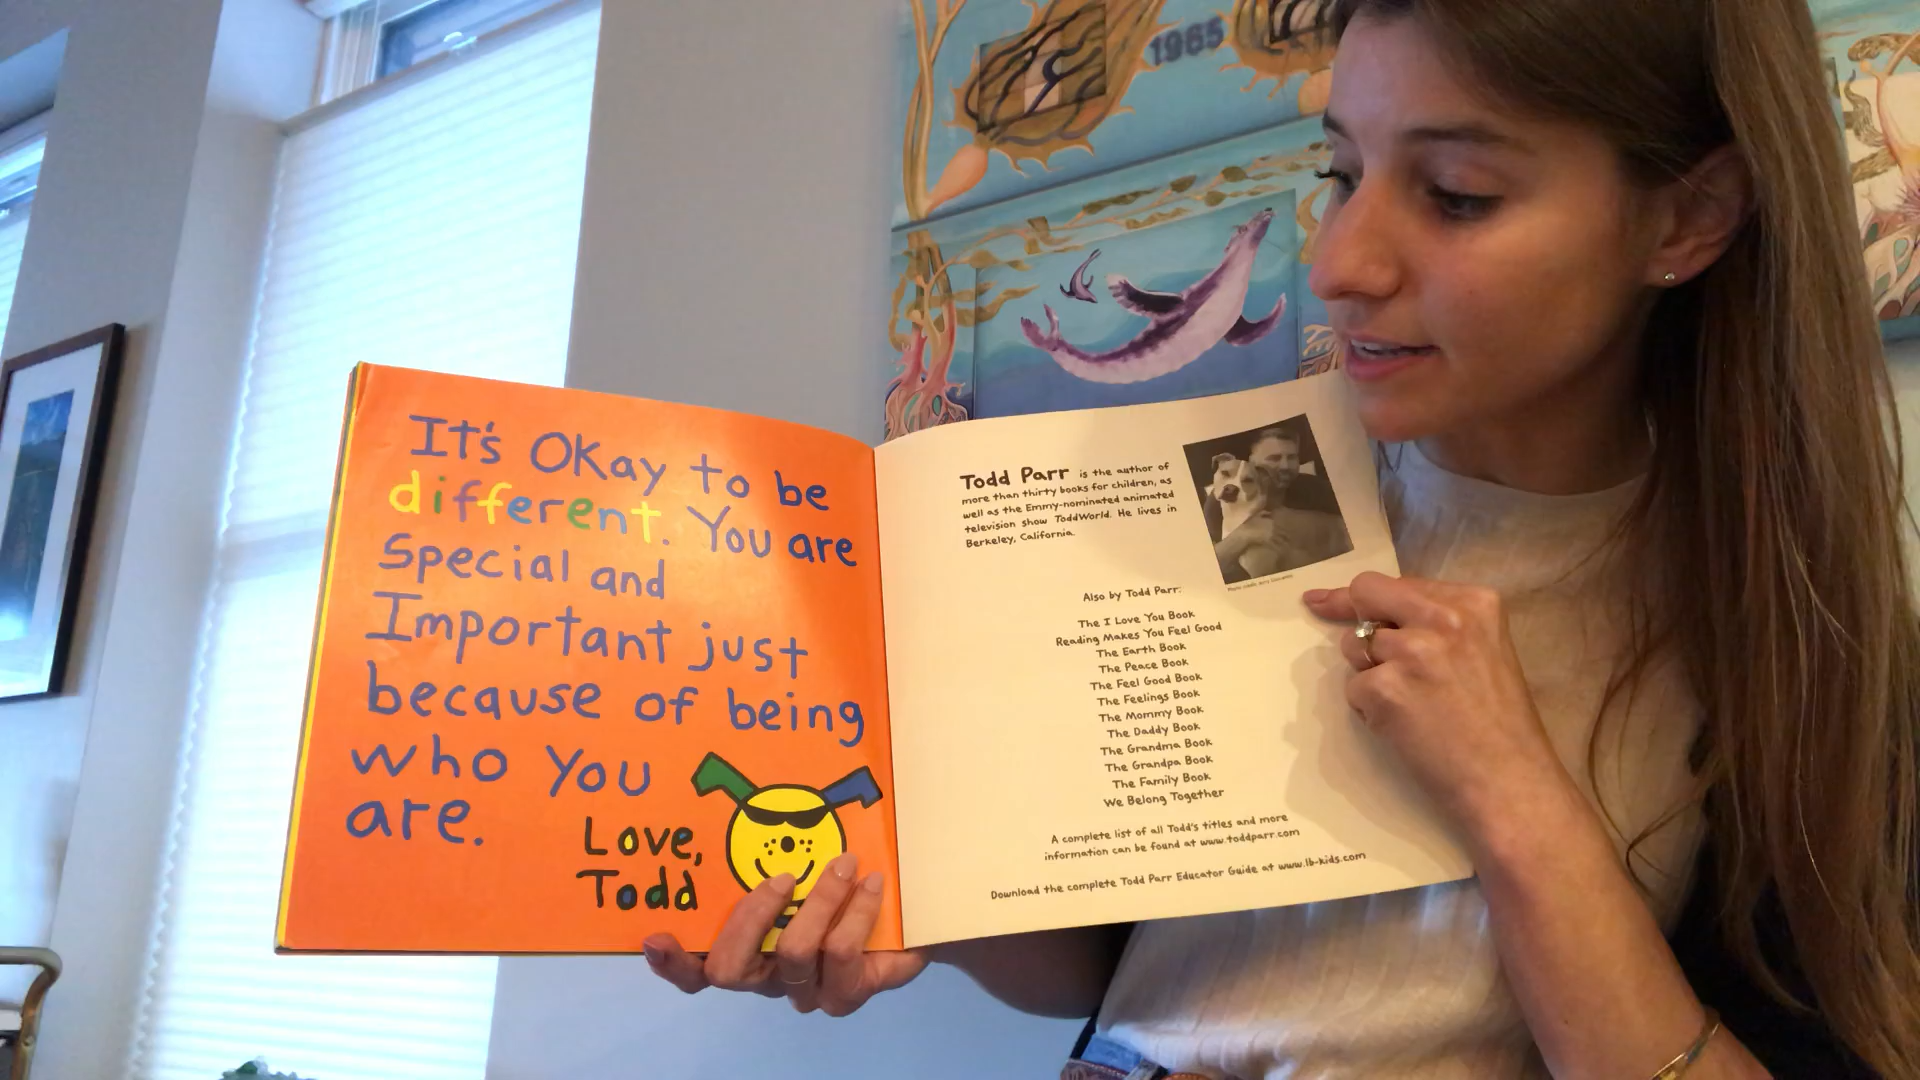 1965
It's OKay to be
different. You are
Special and
Important just
because of being
who You
are.
Love,
Todd
Todd Parr is the author of
more than thirty books for children, as
well as the Emmy-nominated animated
television show ToddWorld. He lives in
Berkeley, California.
Also by Todd Parr:
The I Love You Book
Reading Makes You Feel Good
The Earth Book
The Peace Book
The Feel Good Book
The Feelings Book
The Mommy Book
The Daddy Book
The Grandma Book
The Grandpa Book
The Family Book
We Belong Together
A complete list of all Todd's titles and more
information can be found at www.toddparr.com
Download the complete Todd Parr Educator Guide at www.lb-kids.com